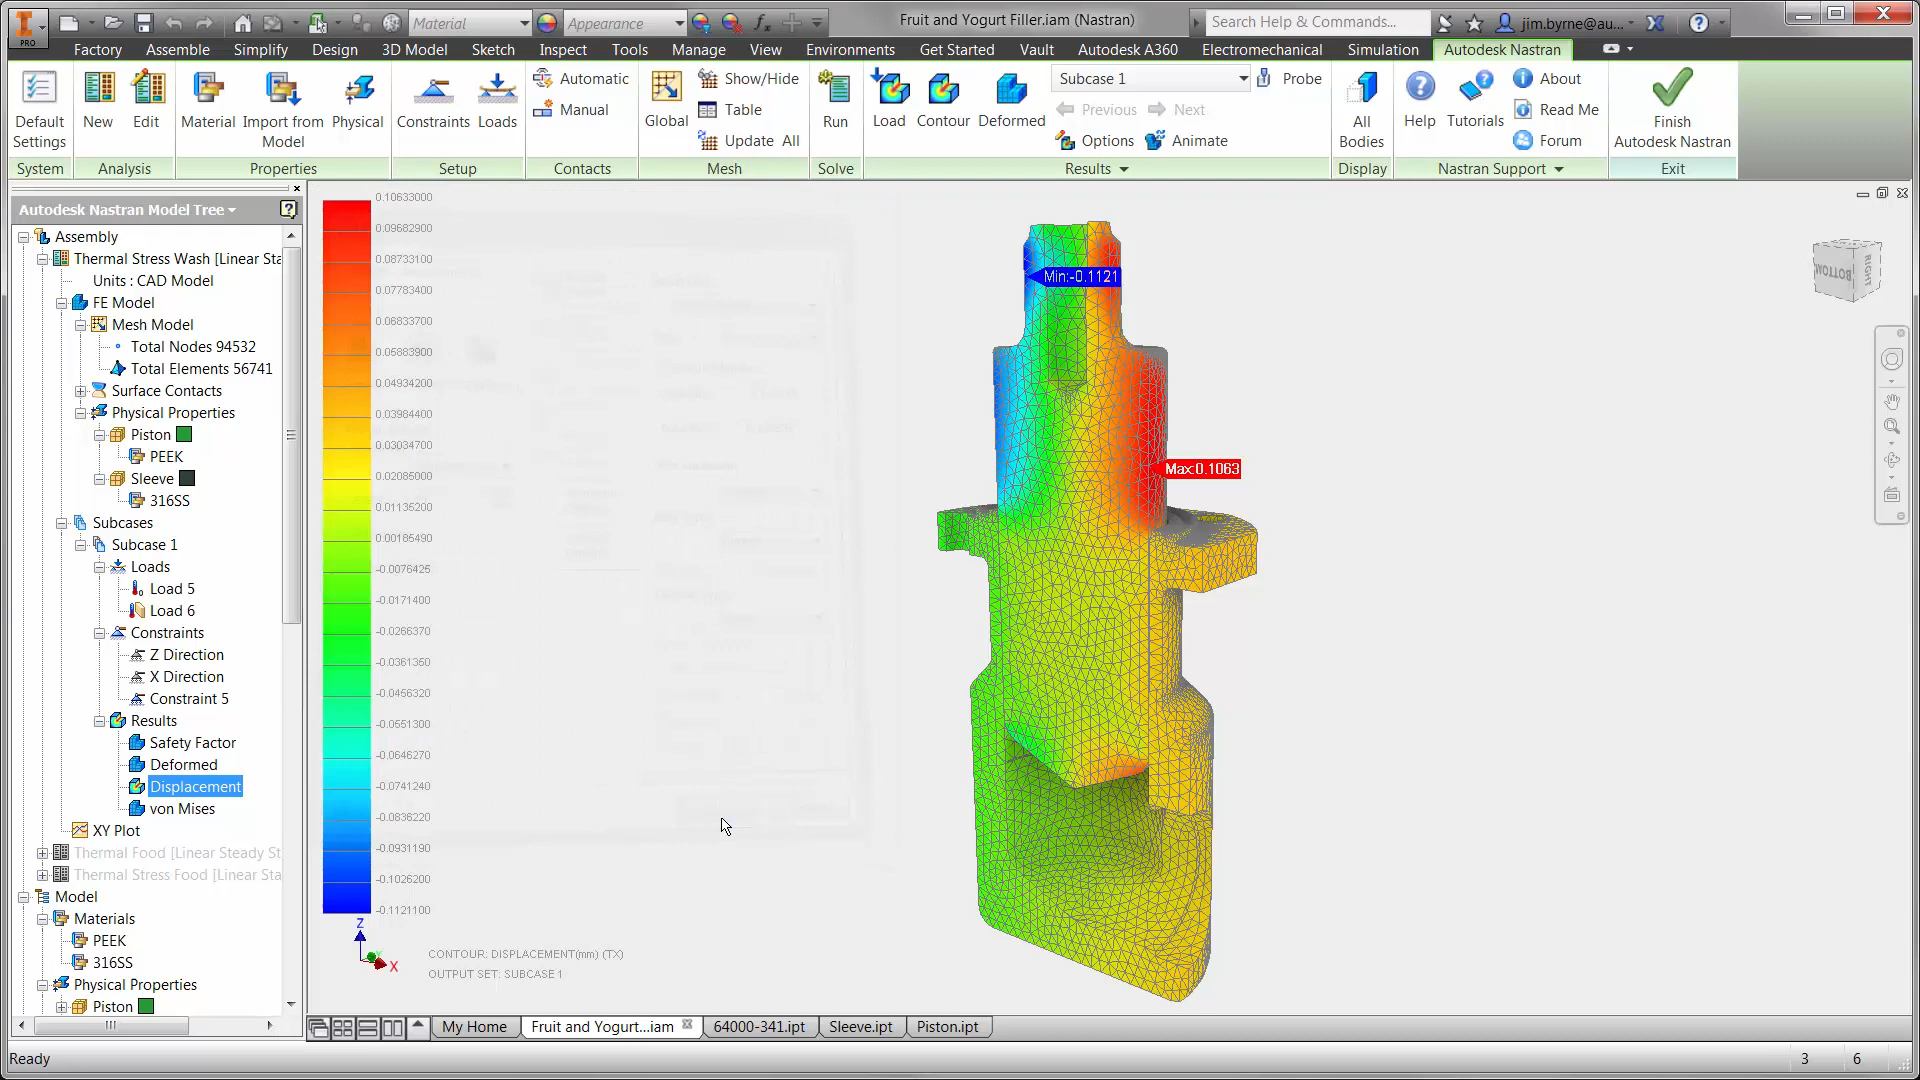 Material
Appearance
Fruit and Yogurt Filler.iam (Nastran)
Search Help & Commands...
jim.byrne@au...
PRO
Factory
Assemble
Simplify
Design
3D Model
Sketch
Inspect
Tools
Manage
View
Environments
Get Started
Vault
Autodesk A360
Electromechanical
Simulation
Autodesk Nastran
Default Settings
New
Edit
Material
Import from Model
Physical
Constraints
Loads
Automatic
Manual
Global
Show/Hide
Table
Update All
Run
Load
Contour
Deformed
Subcase 1
Probe
Previous
Next
Options
Animate
All Bodies
Help
Tutorials
About
Read Me
Forum
Finish Autodesk Nastran
System
Analysis
Properties
Setup
Contacts
Mesh
Solve
Results
Display
Nastran Support
Exit
Autodesk Nastran Model Tree
Assembly
Thermal Stress Wash [Linear Sta
Units : CAD Model
FE Model
Mesh Model
Total Nodes 94532
Total Elements 56741
Surface Contacts
Physical Properties
Piston
PEEK
Sleeve
316SS
Subcases
Subcase 1
Loads
Load 5
Load 6
Constraints
Z Direction
X Direction
Constraint 5
Results
Safety Factor
Deformed
Displacement
von Mises
XY Plot
Thermal Food [Linear Steady St
Thermal Stress Food [Linear Sta
Model
Materials
PEEK
316SS
Physical Properties
Piston
0.10633000
0.09682900
0.08733100
0.07783400
0.06833700
0.05883900
0.04934200
0.03984400
0.03034700
0.02085000
0.01135200
0.00185490
-0.0076425
-0.0171400
-0.0266370
-0.0361350
-0.0456320
-0.0551300
-0.0646270
-0.0741240
-0.0836220
-0.0931190
-0.1026200
-0.1121100
Min:-0.1121
Max:0.1063
BOTTOM
RIGHT
Z
X
CONTOUR: DISPLACEMENT(mm) (TX)
OUTPUT SET: SUBCASE 1
My Home
Fruit and Yogurt...iam
64000-341.ipt
Sleeve.ipt
Piston.ipt
Ready
3
6